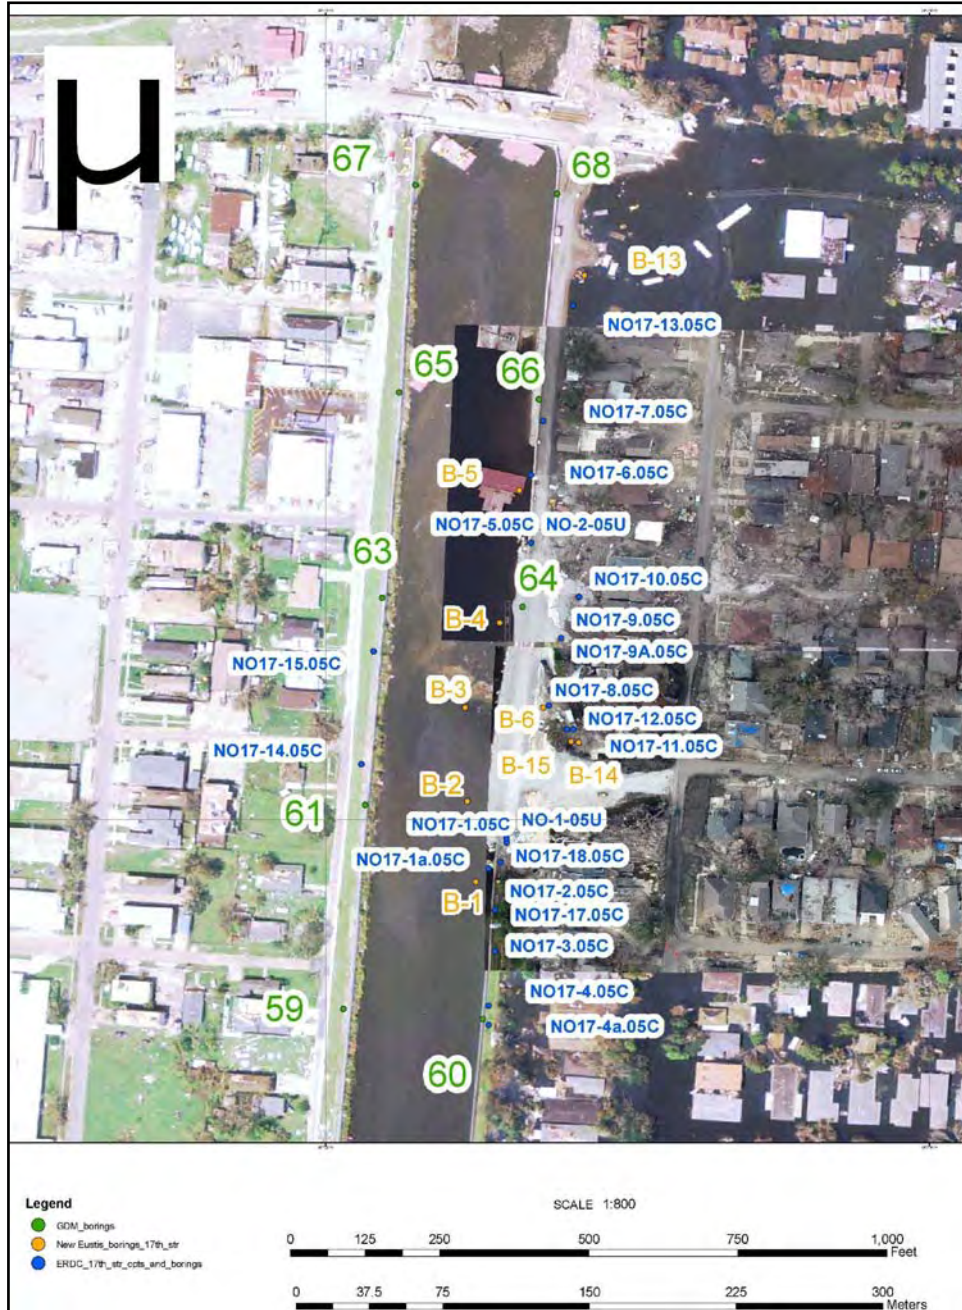 µ
67
68
B-13
NO17-13.05C
65
66
NO17-7.05C
B-5
NO17-6.05C
NO17-5.05C
NO-2-05U
63
64
NO17-10.05C
B-4
NO17-9.05C
NO17-15.05C
NO17-9A.05C
B-3
NO17-8.05C
B-6
NO17-12.05C
NO17-14.05C
NO17-11.05C
B-15
B-14
B-2
61
NO17-1.05C
NO-1-05U
NO17-1a.05C
NO17-18.05C
B-1
NO17-2.05C
NO17-17.05C
NO17-3.05C
NO17-4.05C
59
NO17-4a.05C
60
Legend
GDM_borings
New Eustis_borings_17th_str
ERDC_17th_str_cpts_and_borings
SCALE 1:800
0 125 250 500 750 1,000
Feet
0 37.5 75 150 225 300
Meters